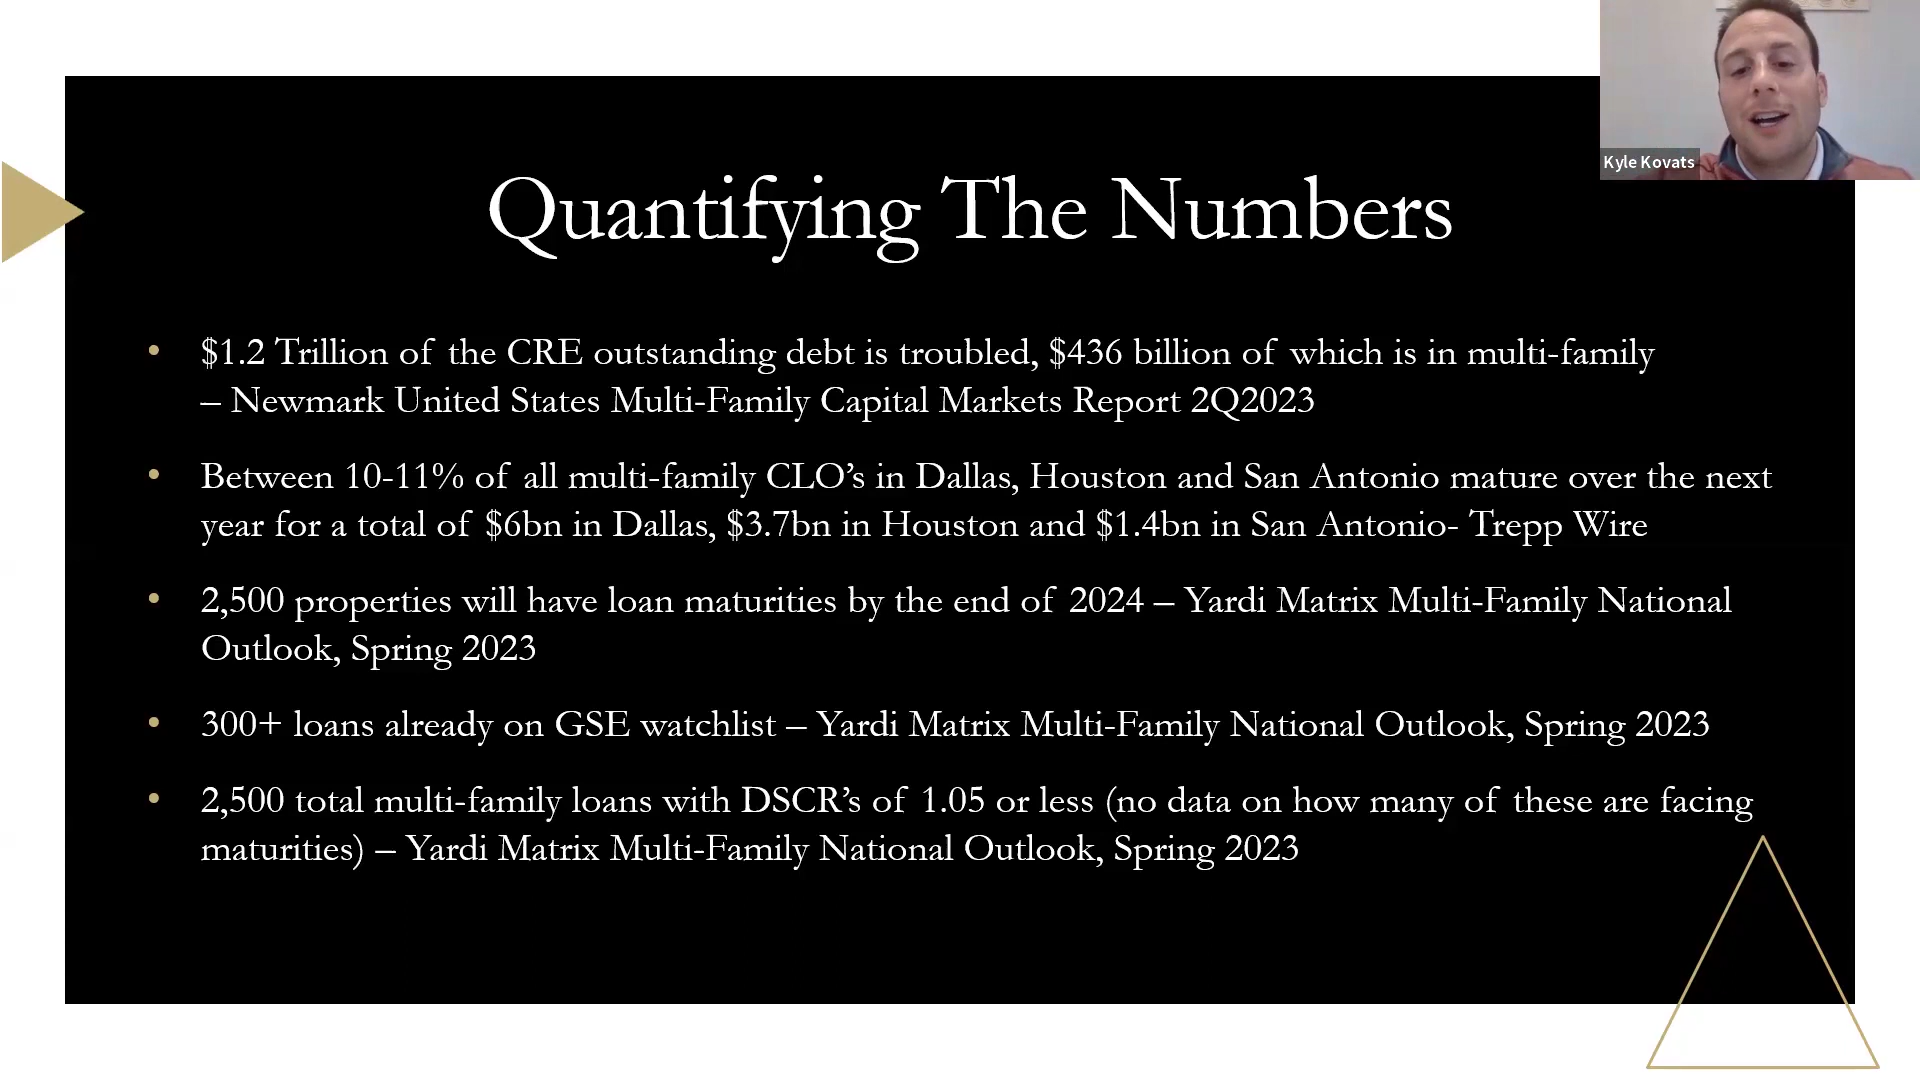 Kyle Kovats
Quantifying The Numbers
• $1.2 Trillion of the CRE outstanding debt is troubled, $436 billion of which is in multi-family
– Newmark United States Multi-Family Capital Markets Report 2Q2023
• Between 10-11% of all multi-family CLO’s in Dallas, Houston and San Antonio mature over the next
year for a total of $6bn in Dallas, $3.7bn in Houston and $1.4bn in San Antonio- Trepp Wire
• 2,500 properties will have loan maturities by the end of 2024 – Yardi Matrix Multi-Family National
Outlook, Spring 2023
• 300+ loans already on GSE watchlist – Yardi Matrix Multi-Family National Outlook, Spring 2023
• 2,500 total multi-family loans with DSCR’s of 1.05 or less (no data on how many of these are facing
maturities) – Yardi Matrix Multi-Family National Outlook, Spring 2023